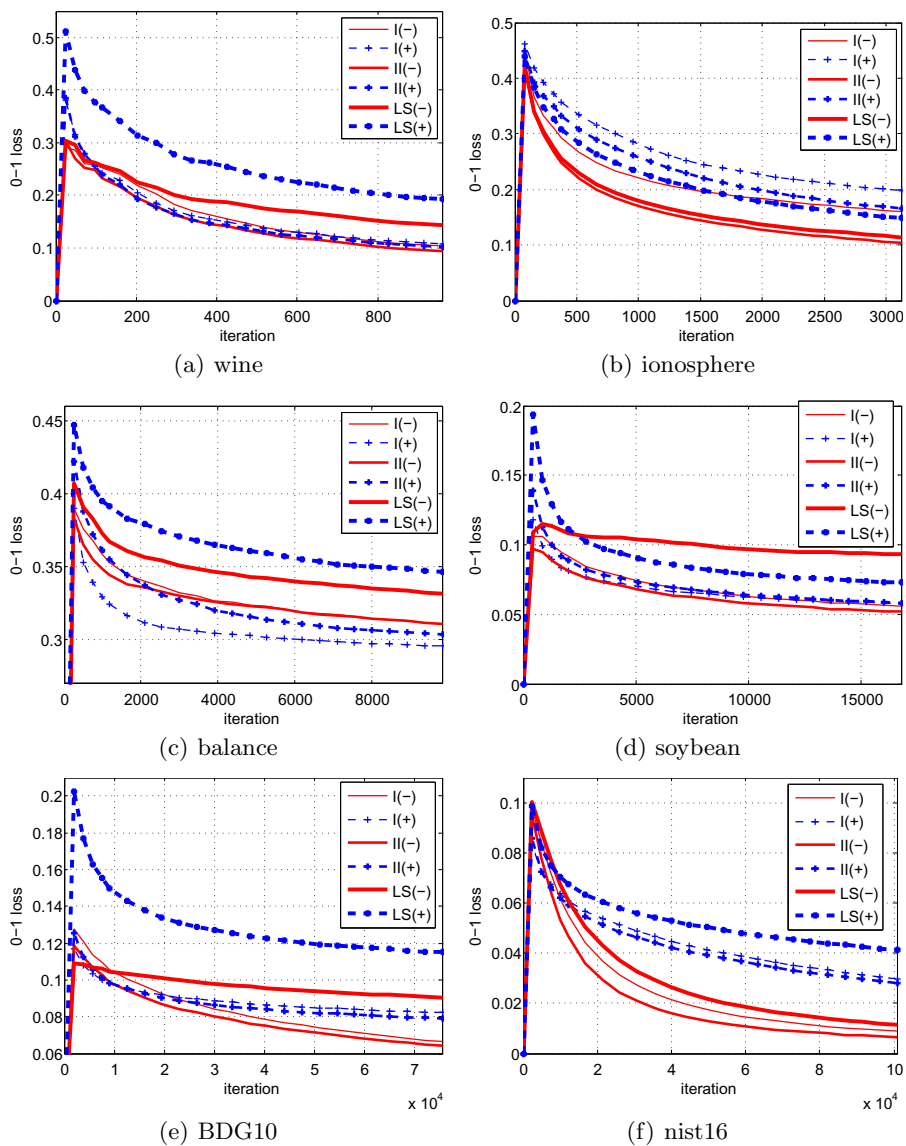 0.5
0.4
0.3
0.2
0.1
0
0−1 loss
0 200 400 600 800
iteration
I(−)
I(+)
II(−)
II(+)
LS(−)
LS(+)
(a) wine
0.5
0.4
0.3
0.2
0.1
0
0−1 loss
0 500 1000 1500 2000 2500 3000
iteration
I(−)
I(+)
II(−)
II(+)
LS(−)
LS(+)
(b) ionosphere
0.45
0.4
0.35
0.3
0−1 loss
0 2000 4000 6000 8000
iteration
I(−)
I(+)
II(−)
II(+)
LS(−)
LS(+)
(c) balance
0.2
0.15
0.1
0.05
0
0−1 loss
0 5000 10000 15000
iteration
I(−)
I(+)
II(−)
II(+)
LS(−)
LS(+)
(d) soybean
0.2
0.18
0.16
0.14
0.12
0.1
0.08
0.06
0−1 loss
0 1 2 3 4 5 6 7
iteration
x 10⁴
I(−)
I(+)
II(−)
II(+)
LS(−)
LS(+)
(e) BDG10
0.1
0.08
0.06
0.04
0.02
0
0−1 loss
0 2 4 6 8 10
iteration
x 10⁴
I(−)
I(+)
II(−)
II(+)
LS(−)
LS(+)
(f) nist16